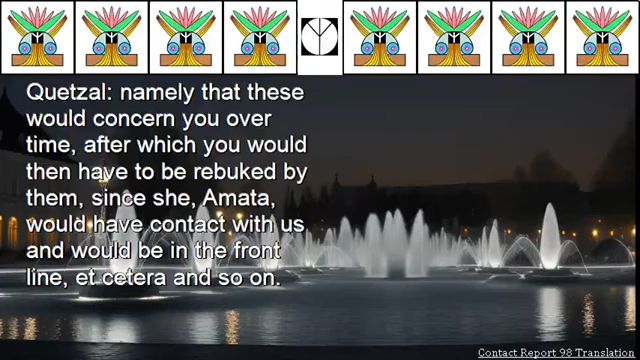 Quetzal: namely that these
would concern you over
time, after which you would
then have to be rebuked by
them, since she, Amata,
would have contact with us
and would be in the front
line, et cetera and so on.
Contact Report 98 Translation